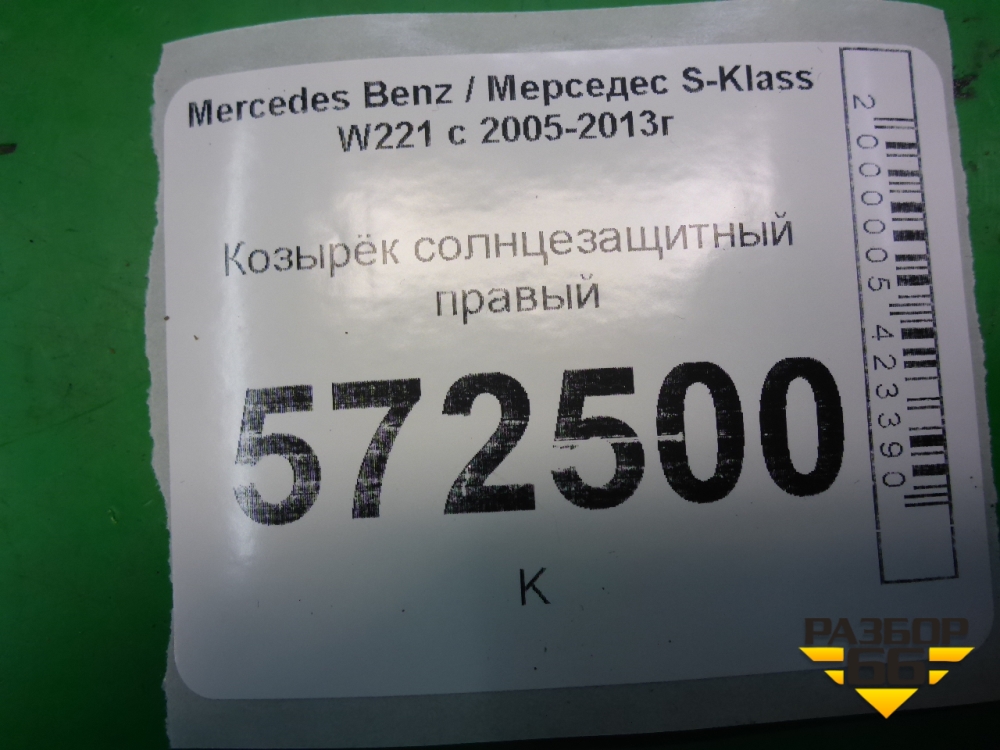 Mercedes Benz / Мерседес S-Klass
W221 с 2005-2013г
Козырёк солнцезащитный
правый
572500
К
2000005423390
РАЗБОР
66